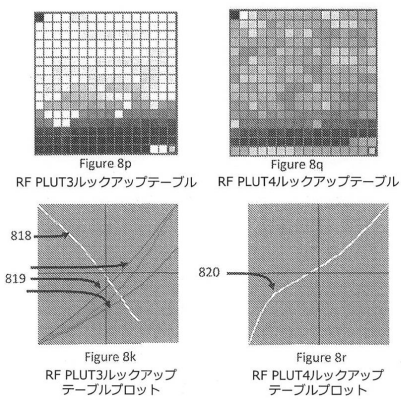 Figure 8p
RF PLUT3ルックアップテーブル
Figure 8q
RF PLUT4ルックアップテーブル
818
819
Figure 8k
RF PLUT3ルックアップ
テーブルプロット
820
Figure 8r
RF PLUT4ルックアップ
テーブルプロット